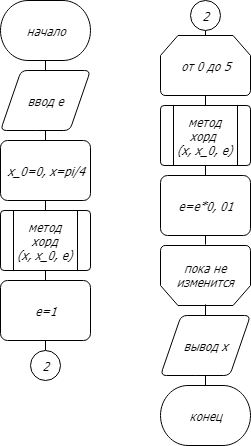 начало
ввод е
x_0=0, x=pi/4
метод
хорд
(x, x_0, e)
e=1
2
2
от 0 до 5
метод
хорд
(x, x_0, e)
e=e*0, 01
пока не
изменится
вывод x
конец